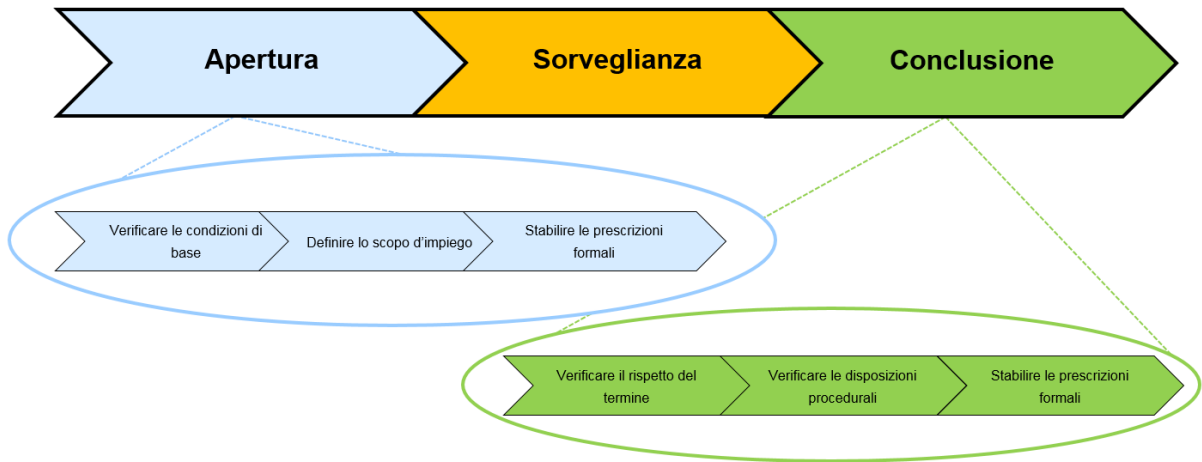 Apertura
Sorveglianza
Conclusione
Verificare le condizioni di
base
Definire lo scopo d’impiego
Stabilire le prescrizioni
formali
Verificare il rispetto del
termine
Verificare le disposizioni
procedurali
Stabilire le prescrizioni
formali